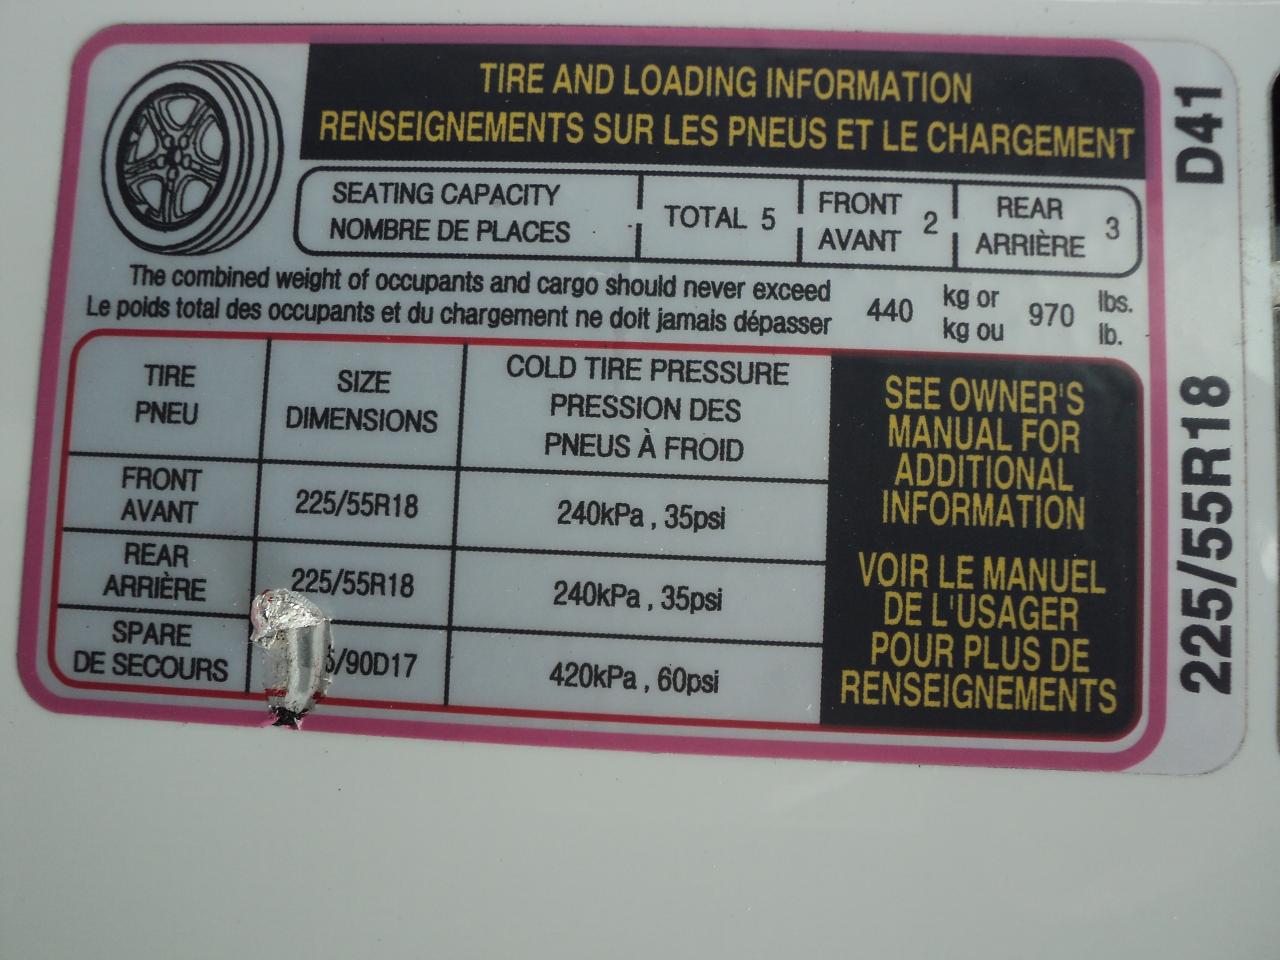 TIRE AND LOADING INFORMATION
RENSEIGNEMENTS SUR LES PNEUS ET LE CHARGEMENT
SEATING CAPACITY
NOMBRE DE PLACES
TOTAL 5
FRONT
AVANT
2
REAR
ARRIÈRE
3
The combined weight of occupants and cargo should never exceed
Le poids total des occupants et du chargement ne doit jamais dépasser
440
kg or
kg ou
970
lbs.
lb.
TIRE
PNEU
SIZE
DIMENSIONS
COLD TIRE PRESSURE
PRESSION DES
PNEUS À FROID
FRONT
AVANT
225/55R18
240kPa , 35psi
REAR
ARRIÈRE
225/55R18
240kPa , 35psi
SPARE
DE SECOURS
/90D17
420kPa , 60psi
SEE OWNER'S
MANUAL FOR
ADDITIONAL
INFORMATION
VOIR LE MANUEL
DE L'USAGER
POUR PLUS DE
RENSEIGNEMENTS
225/55R18
D41